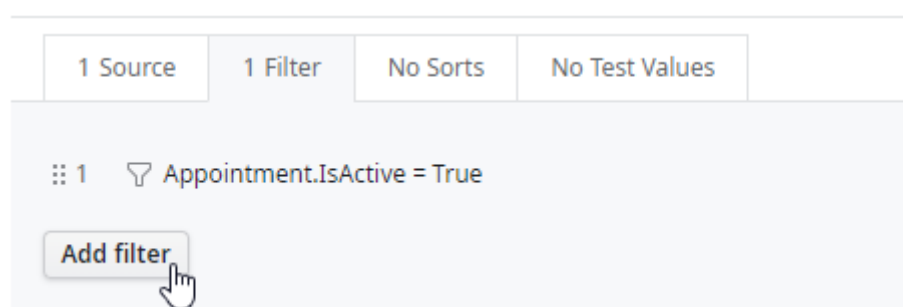 1 Source 1 Filter No Sorts No Test Values
1 Appointment.IsActive = True
Add filter